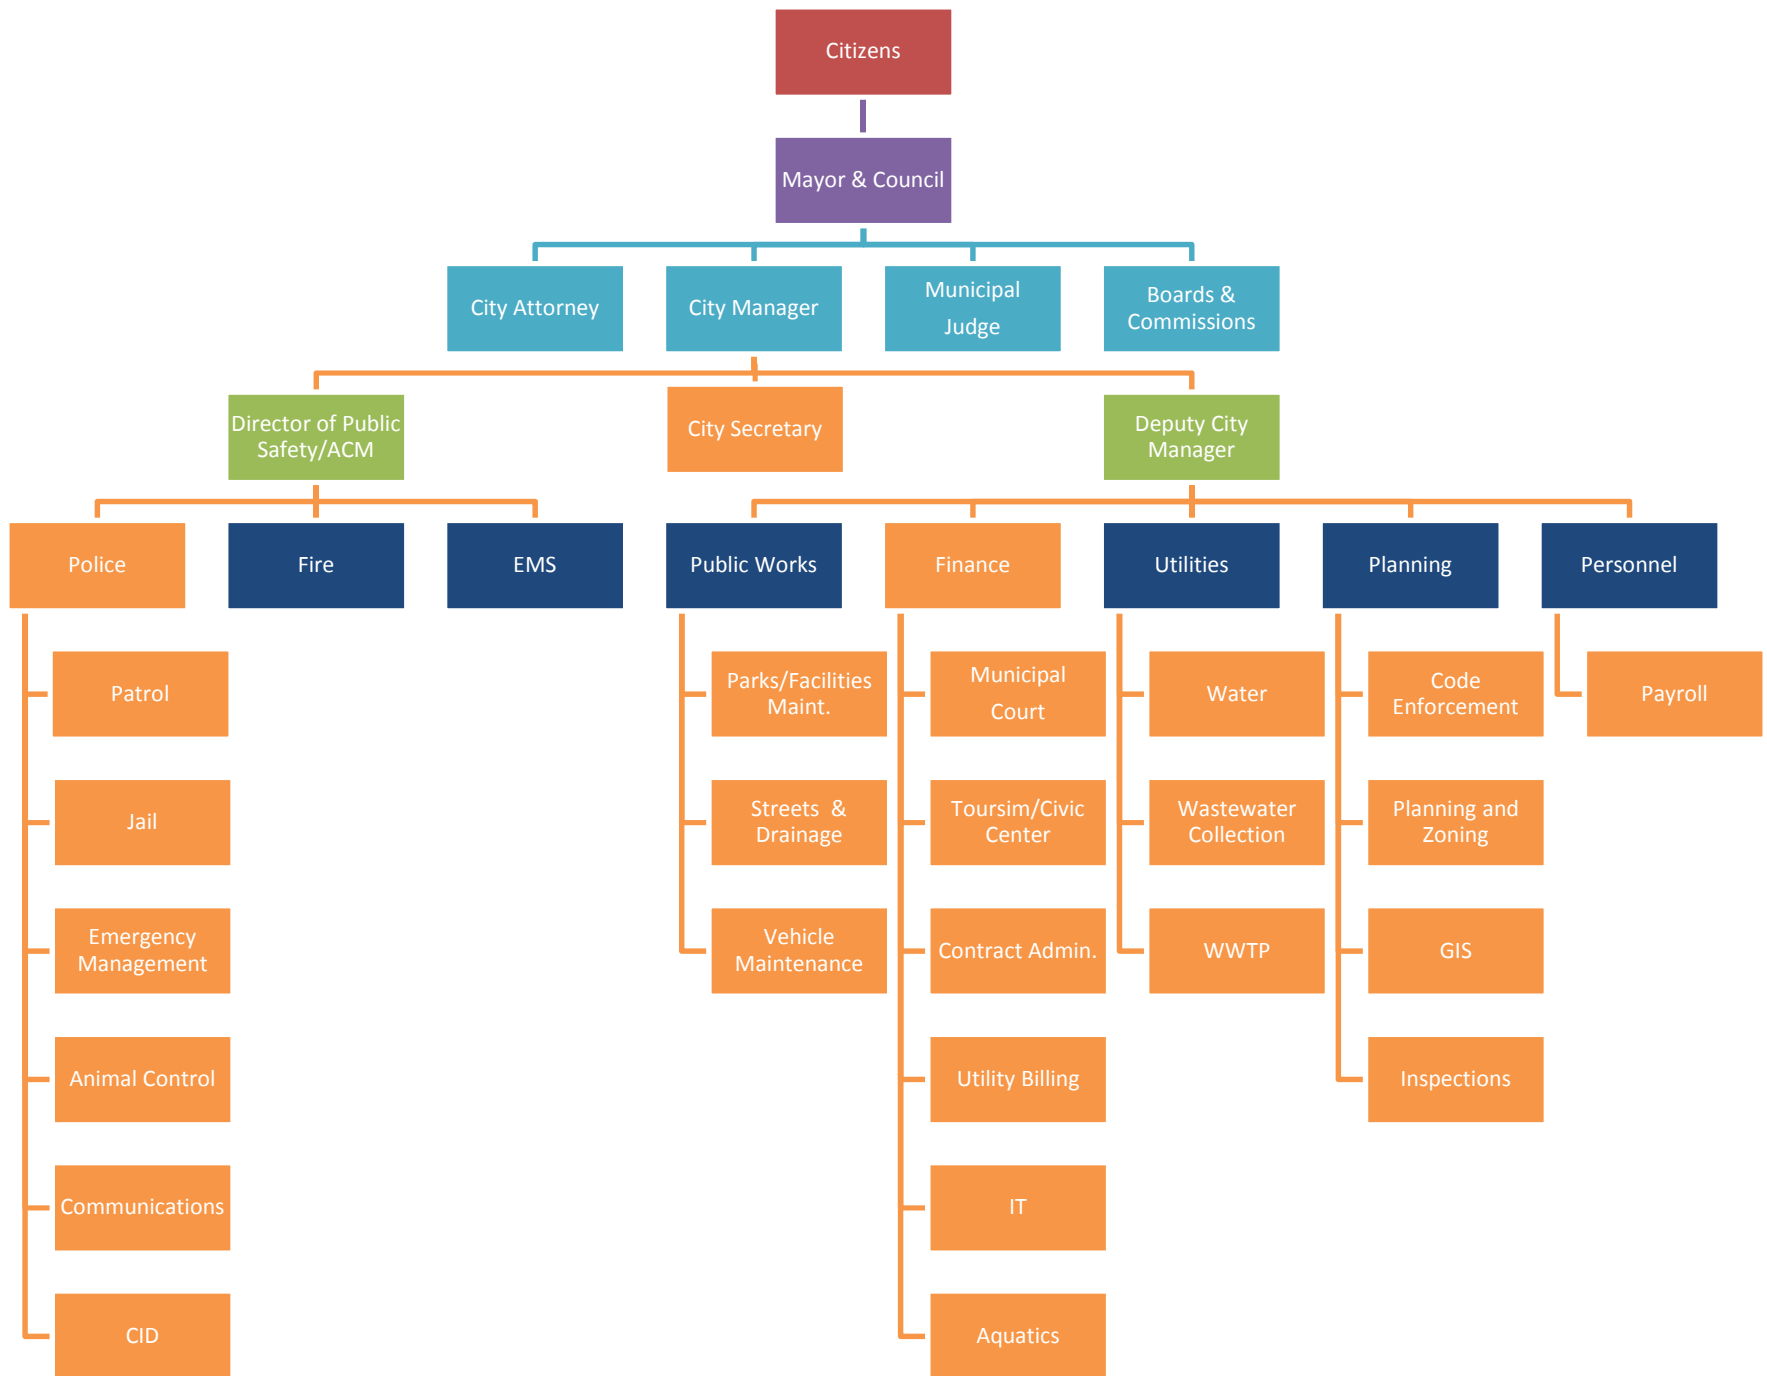 Citizens
Mayor & Council
City Attorney
City Manager
Municipal
Judge
Boards &
Commissions
Director of Public
Safety/ACM
City Secretary
Deputy City
Manager
Police
Fire
EMS
Public Works
Finance
Utilities
Planning
Personnel
Patrol
Parks/Facilities
Maint.
Municipal
Court
Water
Code
Enforcement
Payroll
Jail
Streets & 
Drainage
Toursim/Civic
Center
Wastewater
Collection
Planning and
Zoning
Emergency
Management
Vehicle
Maintenance
Contract Admin.
WWTP
GIS
Animal Control
Utility Billing
Inspections
Communications
IT
CID
Aquatics